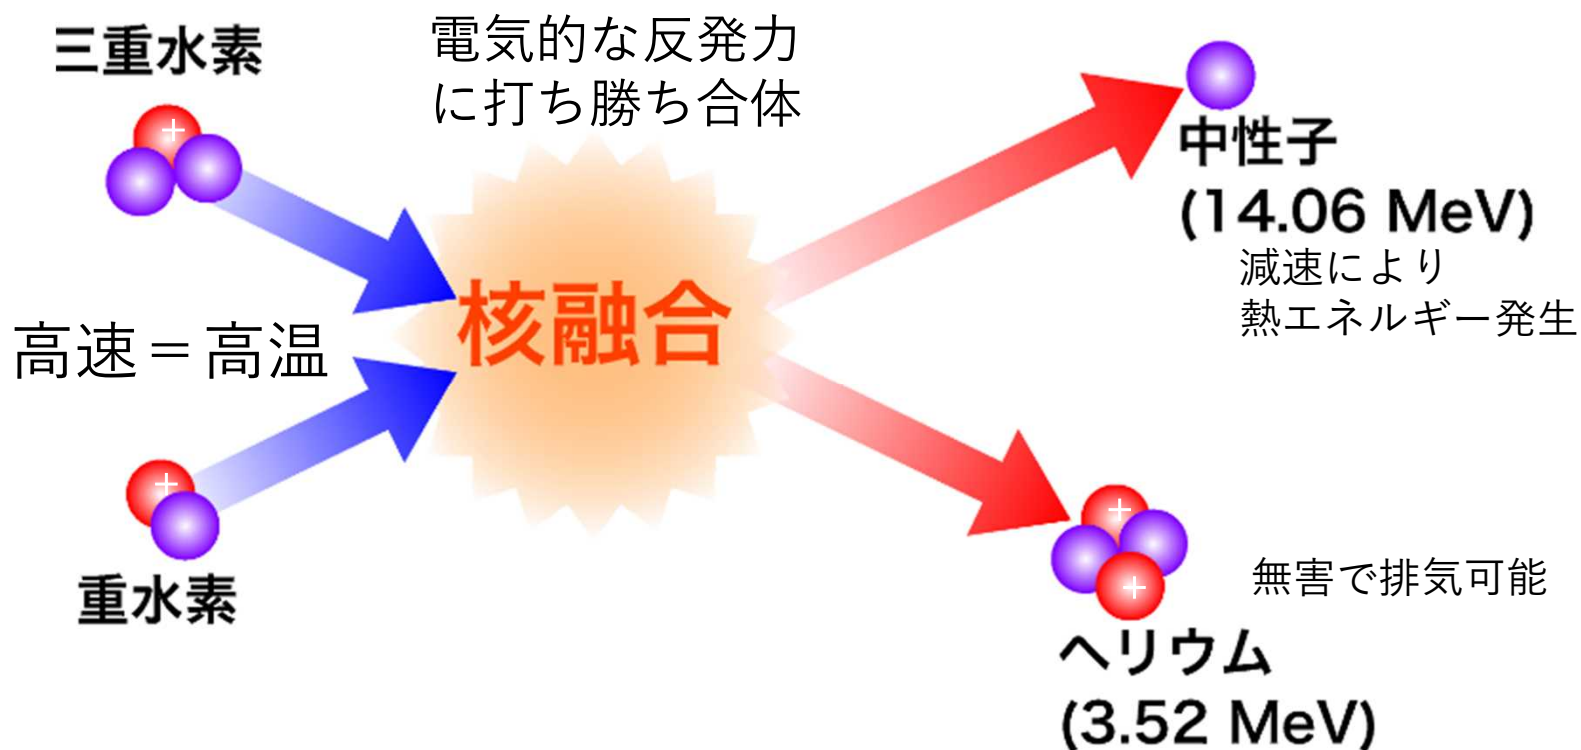 三重水素
電気的な反発力
に打ち勝ち合体
中性子
(14.06 MeV)
減速により
熱エネルギー発生
高速＝高温
核融合
重水素
無害で排気可能
ヘリウム
(3.52 MeV)
+
+
+
+